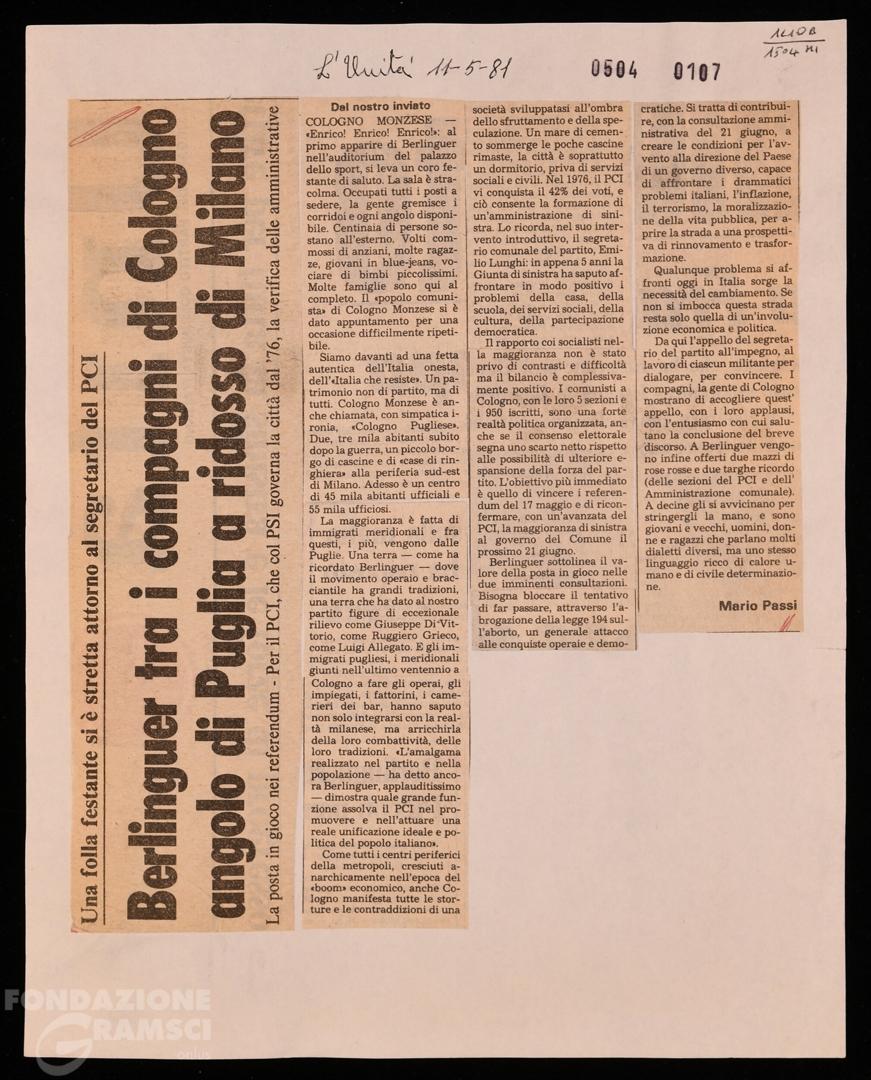 1210B
1504 MI
L'Unità 11-5-81
0504 0107
Una folla festante si è stretta attorno al segretario del PCI
Berlinguer tra i compagni di Cologno
angolo di Puglia a ridosso di Milano
La posta in gioco nei referendum - Per il PCI, che col PSI governa la città dal '76, la verifica delle amministrative
Dal nostro inviato
COLOGNO MONZESE —
«Enrico! Enrico! Enrico!»: al
primo apparire di Berlinguer
nell'auditorium del palazzo
dello sport, si leva un coro fe-
stante di saluto. La sala è stra-
colma. Occupati tutti i posti a
sedere, la gente gremisce i
corridoi e ogni angolo disponi-
bile. Centinaia di persone so-
stano all'esterno. Volti com-
mossi di anziani, molte ragaz-
ze, giovani in blue-jeans, vo-
ciare di bimbi piccolissimi.
Molte famiglie sono qui al
completo. Il «popolo comuni-
sta» di Cologno Monzese si è
dato appuntamento per una
occasione difficilmente ripeti-
bile.
Siamo davanti ad una fetta
autentica dell'Italia onesta,
dell'«Italia che resiste». Un pa-
trimonio non di partito, ma di
tutti. Cologno Monzese è an-
che chiamata, con simpatica i-
ronia, «Cologno Pugliese».
Due, tre mila abitanti subito
dopo la guerra, un piccolo bor-
go di cascine e di «case di rin-
ghiera» alla periferia sud-est
di Milano. Adesso è un centro
di 45 mila abitanti ufficiali e
55 mila ufficiosi.
La maggioranza è fatta di
immigrati meridionali e fra
questi, i più, vengono dalle
Puglie. Una terra — come ha
ricordato Berlinguer — dove
il movimento operaio e brac-
ciantile ha grandi tradizioni,
una terra che ha dato al nostro
partito figure di eccezionale
rilievo come Giuseppe Di Vit-
torio, come Ruggiero Grieco,
come Luigi Allegato. E gli im-
migrati pugliesi, i meridionali
giunti nell'ultimo ventennio a
Cologno a fare gli operai, gli
impiegati, i fattorini, i came-
rieri dei bar, hanno saputo
non solo integrarsi con la real-
tà milanese, ma arricchirla
della loro combattività, delle
loro tradizioni. «L'amalgama
realizzato nel partito e nella
popolazione — ha detto anco-
ra Berlinguer, applauditissimo
— dimostra quale grande fun-
zione assolva il PCI nel pro-
muovere e nell'attuare una
reale unificazione ideale e po-
litica del popolo italiano».
Come tutti i centri periferici
della metropoli, cresciuti a-
narchicamente nell'epoca del
«boom» economico, anche Co-
logno manifesta tutte le stor-
ture e le contraddizioni di una
società sviluppatasi all'ombra
dello sfruttamento e della spe-
culazione. Un mare di cemen-
to sommerge le poche cascine
rimaste, la città è soprattutto
un dormitorio, priva di servizi
sociali e civili. Nel 1976, il PCI
vi conquista il 42% dei voti, e
ciò consente la formazione di
un'amministrazione di sini-
stra. Lo ricorda, nel suo inter-
vento introduttivo, il segreta-
rio comunale del partito, Emi-
lio Lunghi: in appena 5 anni la
Giunta di sinistra ha saputo af-
frontare in modo positivo i
problemi della casa, della
scuola, dei servizi sociali, della
cultura, della partecipazione
democratica.
Il rapporto coi socialisti nel-
la maggioranza non è stato
privo di contrasti e difficoltà
ma il bilancio è complessiva-
mente positivo. I comunisti a
Cologno, con le loro 5 sezioni e
i 950 iscritti, sono una forte
realtà politica organizzata, an-
che se il consenso elettorale
segna uno scarto netto rispetto
alle possibilità di ulteriore e-
spansione della forza del par-
tito. L'obiettivo più immediato
è quello di vincere i referen-
dum del 17 maggio e di ricon-
fermare, con un'avanzata del
PCI, la maggioranza di sinistra
al governo del Comune il
prossimo 21 giugno.
Berlinguer sottolinea il va-
lore della posta in gioco nelle
due imminenti consultazioni.
Bisogna bloccare il tentativo
di far passare, attraverso l'a-
brogazione della legge 194 sul-
l'aborto, un generale attacco
alle conquiste operaie e demo-
cratiche. Si tratta di contribui-
re, con la consultazione ammi-
nistrativa del 21 giugno, a
creare le condizioni per l'av-
vento alla direzione del Paese
di un governo diverso, capace
di affrontare i drammatici
problemi italiani, l'inflazione,
il terrorismo, la moralizzazio-
ne della vita pubblica, per a-
prire la strada a una prospetti-
va di rinnovamento e trasfor-
mazione.
Qualunque problema si af-
fronti oggi in Italia sorge la
necessità del cambiamento. Se
non si imbocca questa strada
resta solo quella di un'involu-
zione economica e politica.
Da qui l'appello del segreta-
rio del partito all'impegno, al
lavoro di ciascun militante per
dialogare, per convincere. I
compagni, la gente di Cologno
mostrano di accogliere quest'
appello, con i loro applausi,
con l'entusiasmo con cui salu-
tano la conclusione del breve
discorso. A Berlinguer vengo-
no infine offerti due mazzi di
rose rosse e due targhe ricordo
(delle sezioni del PCI e dell'
Amministrazione comunale).
A decine gli si avvicinano per
stringergli la mano, e sono
giovani e vecchi, uomini, don-
ne e ragazzi che parlano molti
dialetti diversi, ma uno stesso
linguaggio ricco di calore u-
mano e di civile determinazio-
ne.
Mario Passi
FONDAZIONE
GRAMSCI
onlus